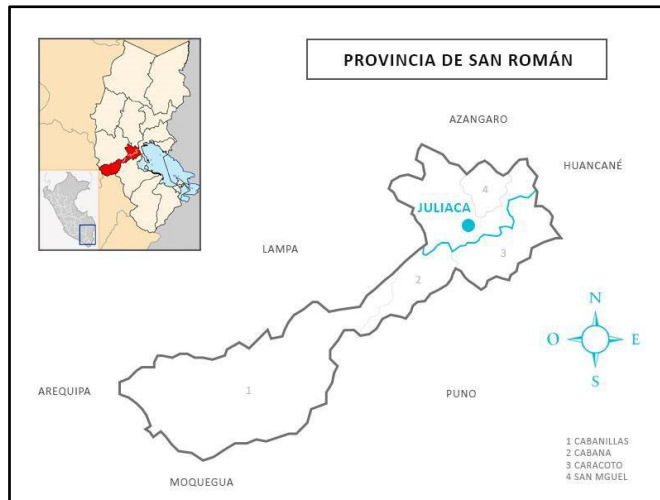 PROVINCIA DE SAN ROMÁN
AZANGARO
HUANCANÉ
4
JULIACA
LAMPA
3
2
N
O E
S
AREQUIPA
1
PUNO
MOQUEGUA
1 CABANILLAS
2 CABANA
3 CARACOTO
4 SAN MGUEL